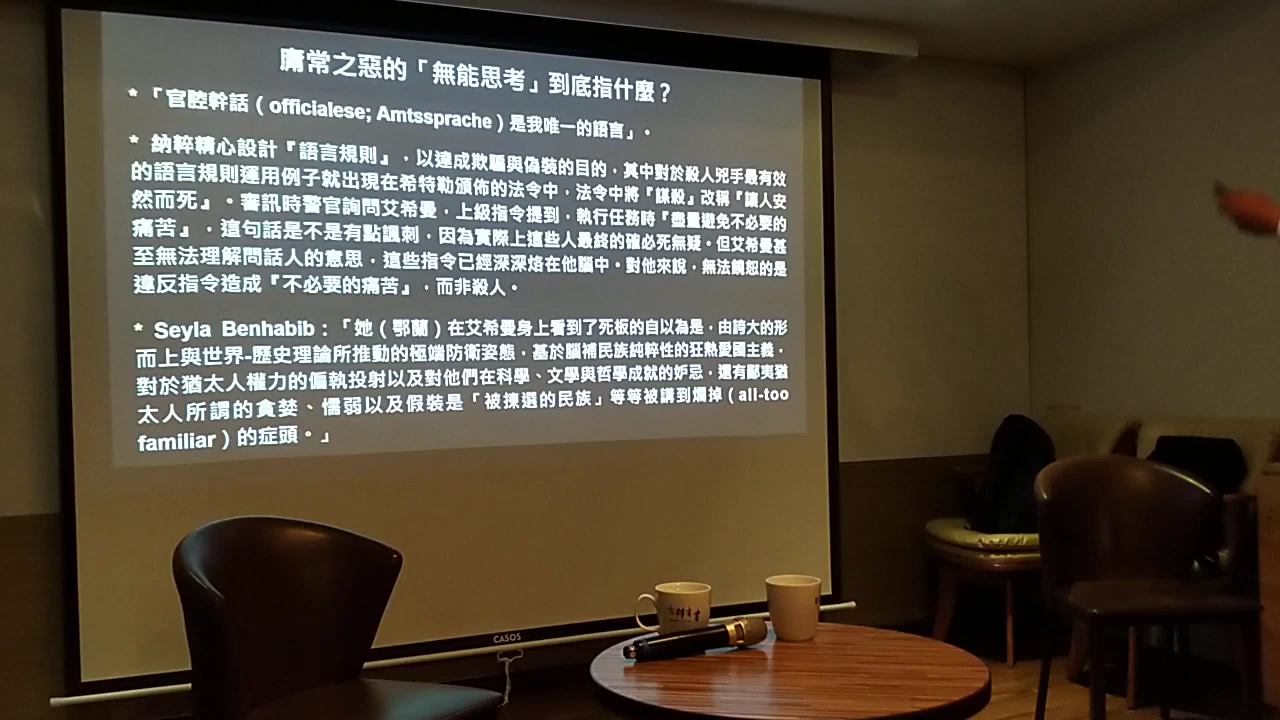 庸常之惡的「無能思考」到底指什麼？
* 「官腔幹話（officialese; Amtssprache）是我唯一的語言」。
* 納粹精心設計『語言規則』，以達成欺騙與偽裝的目的，其中對於殺人兇手最有效
的語言規則運用例子就出現在希特勒頒佈的法令中，法令中將『謀殺』改稱『讓人安
然而死』。審訊時警官詢問艾希曼，上級指令提到，執行任務時『盡量避免不必要的
痛苦』，這句話是不是有點諷刺，因為實際上這些人最終的確必死無疑。但艾希曼甚
至無法理解問話人的意思，這些指令已經深深烙在他腦中。對他來說，無法饒恕的是
違反指令造成『不必要的痛苦』，而非殺人。
* Seyla Benhabib：「她（鄂蘭）在艾希曼身上看到了死板的自以為是，由誇大的形
而上與世界-歷史理論所推動的極端防衛姿態，基於腦補民族純粹性的狂熱愛國主義，
對於猶太人權力的偏執投射以及對他們在科學、文學與哲學成就的妒忌，還有鄙夷猶
太人所謂的貪婪、懦弱以及假裝是「被揀選的民族」等等被講到爛掉（all-too
familiar）的症頭。」
CASOS